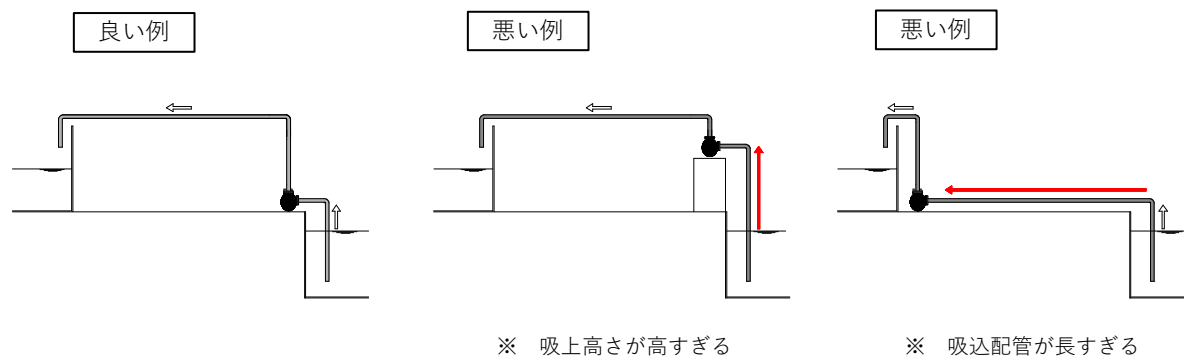 良い例
悪い例
悪い例
※　吸上高さが高すぎる
※　吸込配管が長すぎる